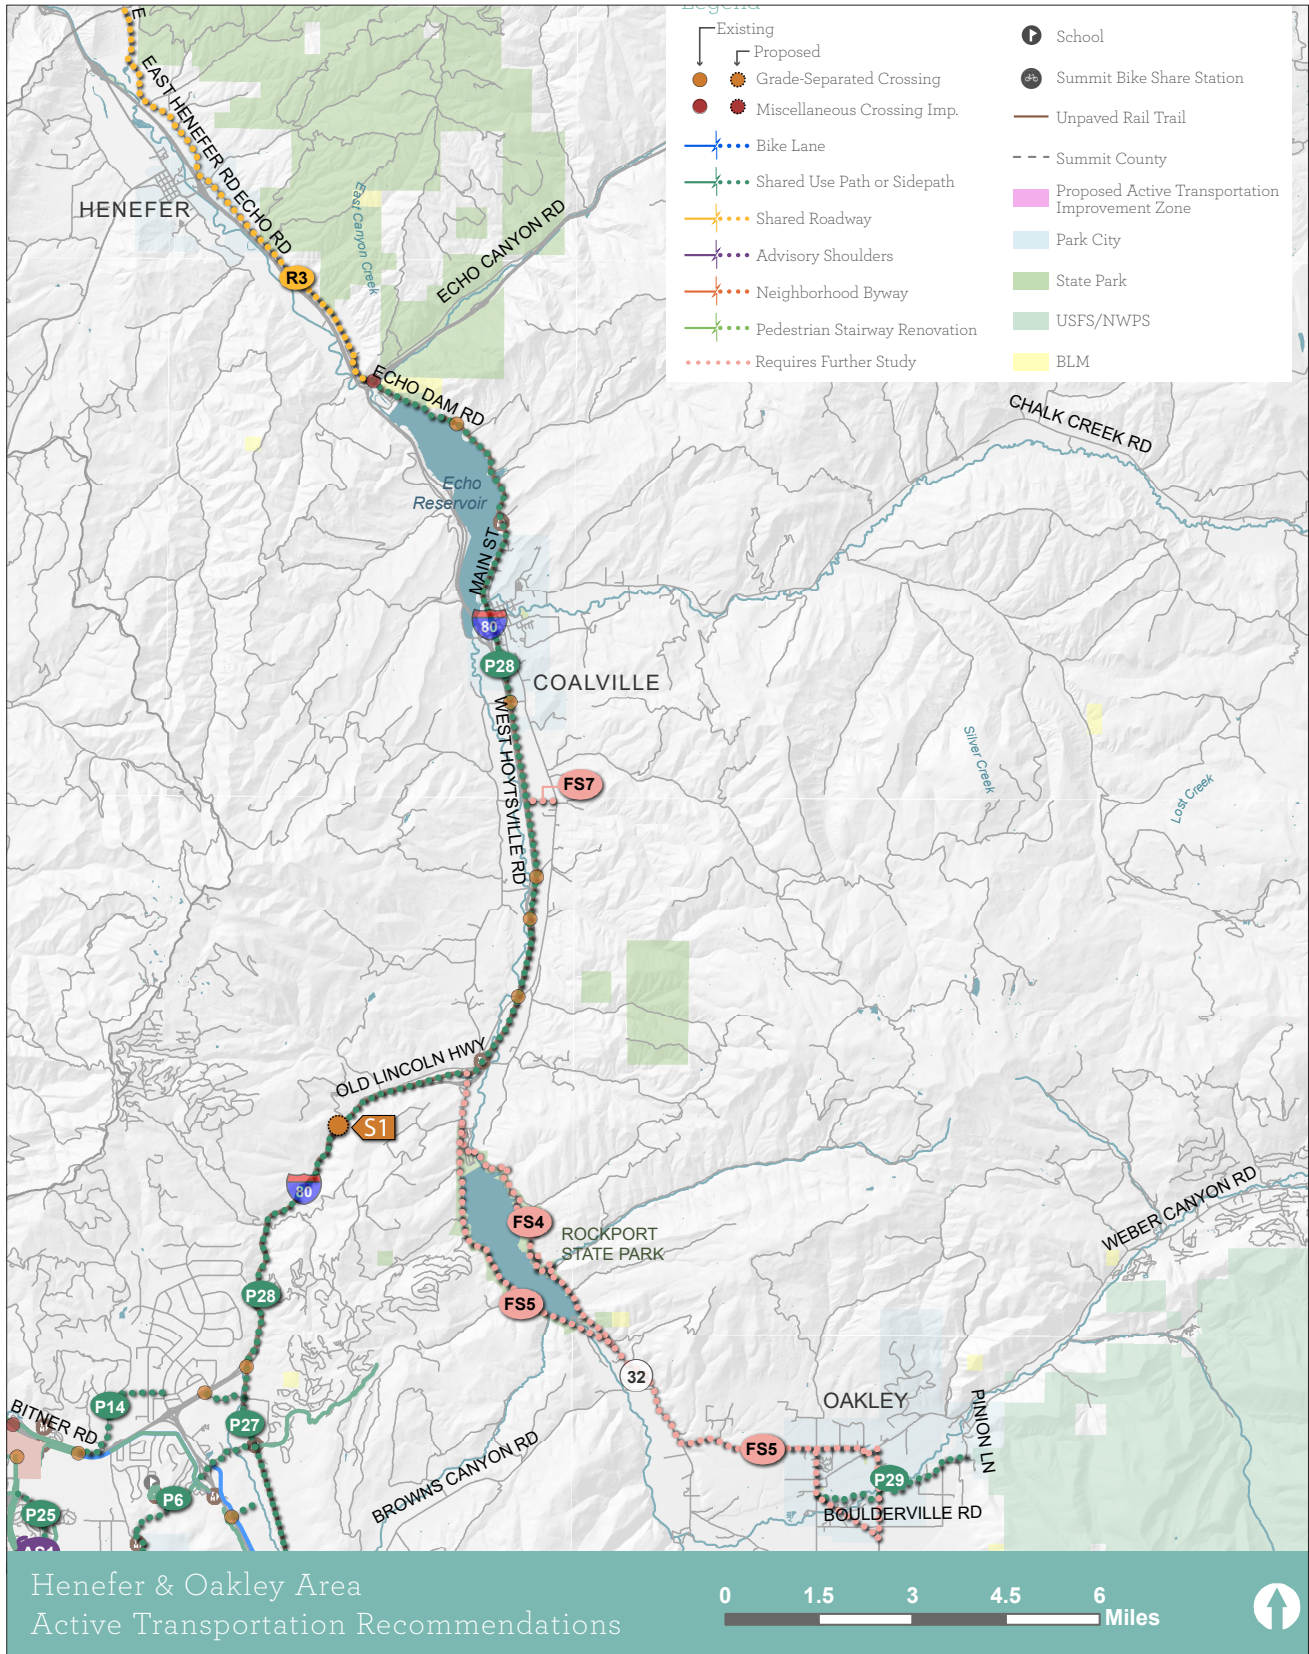 Legend
Existing
Proposed
Grade-Separated Crossing
Miscellaneous Crossing Imp.
Bike Lane
Shared Use Path or Sidepath
Shared Roadway
Advisory Shoulders
Neighborhood Byway
Pedestrian Stairway Renovation
Requires Further Study
School
Summit Bike Share Station
Unpaved Rail Trail
Summit County
Proposed Active Transportation
Improvement Zone
Park City
State Park
USFS/NWPS
BLM
E
EAST HENEFER RD
ECHO RD
HENEFER
East Canyon Creek
ECHO CANYON RD
R3
ECHO DAM RD
CHALK CREEK RD
Echo
Reservoir
MAIN ST
80
P28
COALVILLE
WEST HOYTSVILLE RD
FS7
Silver Creek
Lost Creek
OLD LINCOLN HWY
S1
80
WEBER CANYON RD
FS4
ROCKPORT
STATE PARK
P28
FS5
32
OAKLEY
PINION LN
P14
BITNER RD
P27
FS5
BROWNS CANYON RD
P29
P6
BOULDERVILLE RD
P25
AS1
Henefer & Oakley Area
Active Transportation Recommendations
0 1.5 3 4.5 6
Miles